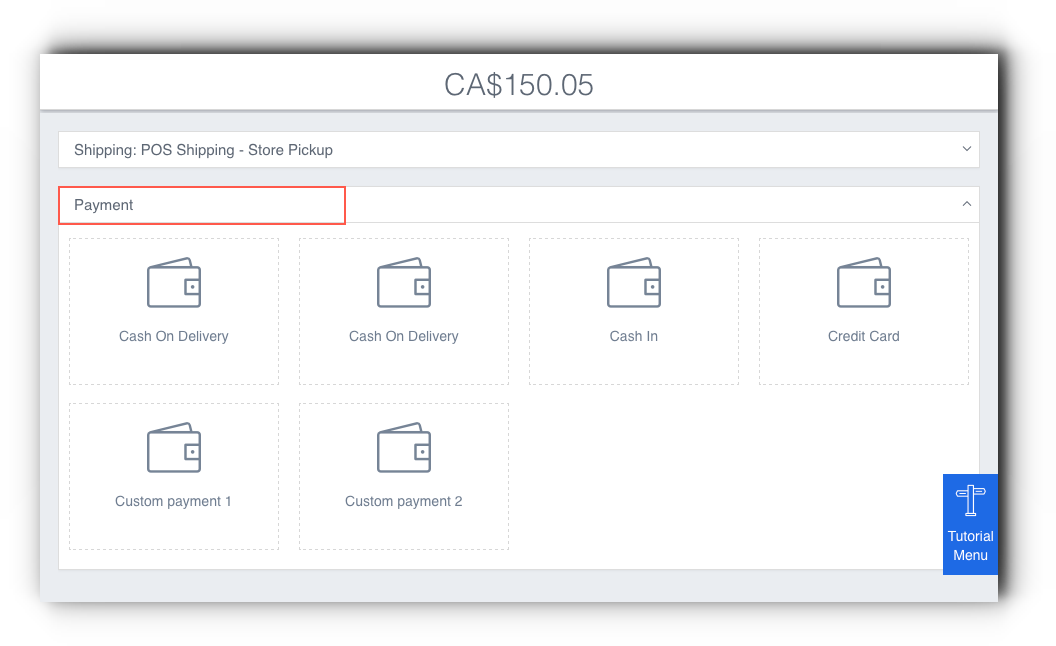 CA$150.05
Shipping: POS Shipping - Store Pickup
Payment
Cash On Delivery
Cash On Delivery
Cash In
Credit Card
Custom payment 1
Custom payment 2
Tutorial
Menu